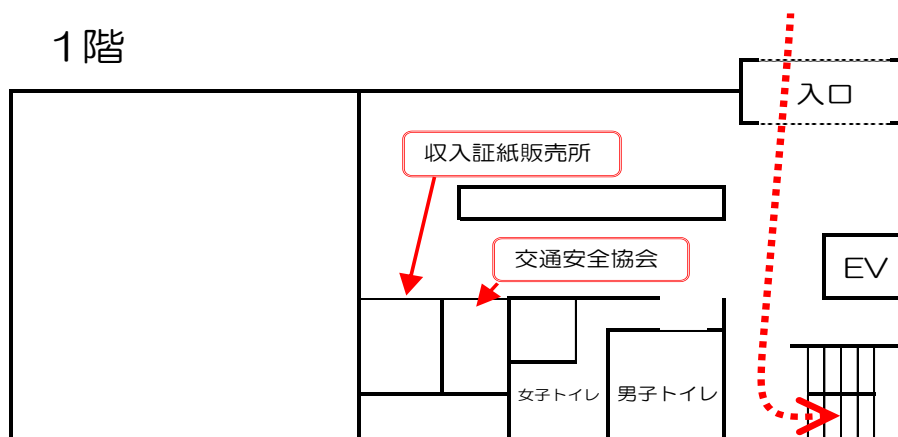 1階
入口
収入証紙販売所
交通安全協会
EV
女子トイレ
男子トイレ